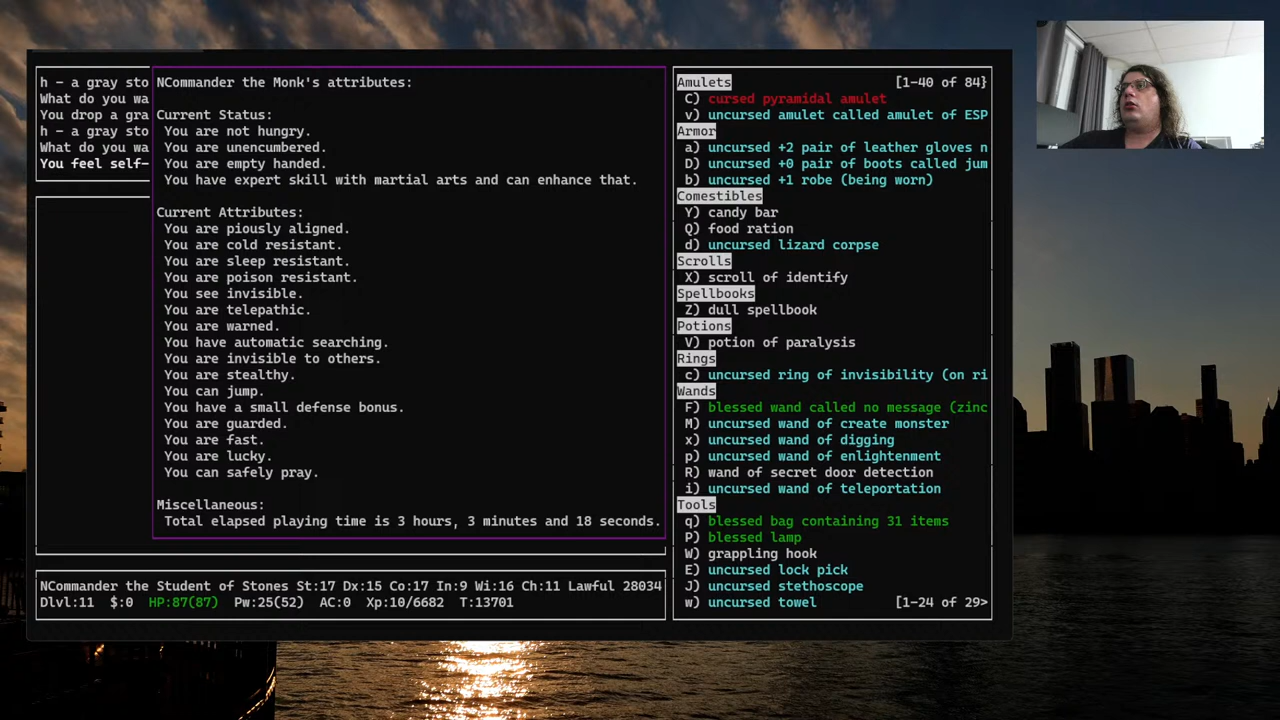 h - a gray sto
What do you wa
You drop a gra
h - a gray sto
What do you wa
You feel self-
NCommander the Monk's attributes:
Current Status:
You are not hungry.
You are unencumbered.
You are empty handed.
You have expert skill with martial arts and can enhance that.
Current Attributes:
You are piously aligned.
You are cold resistant.
You are sleep resistant.
You are poison resistant.
You see invisible.
You are telepathic.
You are warned.
You have automatic searching.
You are invisible to others.
You are stealthy.
You can jump.
You have a small defense bonus.
You are guarded.
You are fast.
You are lucky.
You can safely pray.
Miscellaneous:
Total elapsed playing time is 3 hours, 3 minutes and 18 seconds.
NCommander the Student of Stones St:17 Dx:15 Co:17 In:9 Wi:16 Ch:11 Lawful 28034
Dlvl:11 $:0 HP:87(87) Pw:25(52) AC:0 Xp:10/6682 T:13701
Amulets [1-40 of 84}
C) cursed pyramidal amulet
v) uncursed amulet called amulet of ESP
Armor
a) uncursed +2 pair of leather gloves n
D) uncursed +0 pair of boots called jum
b) uncursed +1 robe (being worn)
Comestibles
Y) candy bar
Q) food ration
d) uncursed lizard corpse
Scrolls
X) scroll of identify
Spellbooks
Z) dull spellbook
Potions
V) potion of paralysis
Rings
c) uncursed ring of invisibility (on ri
Wands
F) blessed wand called no message (zinc
M) uncursed wand of create monster
x) uncursed wand of digging
p) uncursed wand of enlightenment
R) wand of secret door detection
i) uncursed wand of teleportation
Tools
q) blessed bag containing 31 items
P) blessed lamp
W) grappling hook
E) uncursed lock pick
J) uncursed stethoscope
w) uncursed towel [1-24 of 29>